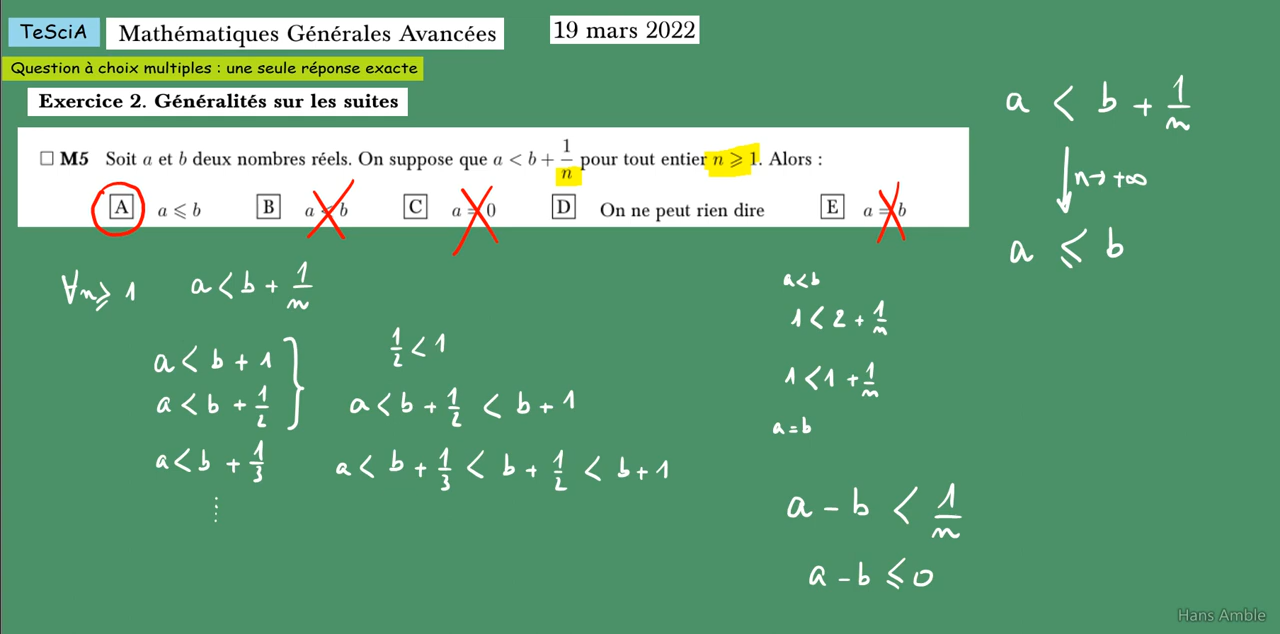 TeSciA
Mathématiques Générales Avancées
19 mars 2022
Question à choix multiples : une seule réponse exacte
Exercice 2. Généralités sur les suites
☐ M5 Soit a et b deux nombres réels. On suppose que a < b + 1/n pour tout entier n ⩾ 1. Alors :
A a ⩽ b B a < b C a = 0 D On ne peut rien dire E a = b
a < b + 1/n
n → +∞
a ⩽ b
∀n ⩾ 1 a < b + 1/n
a < b + 1
a < b + 1/2
a < b + 1/3
⋮
1/2 < 1
a < b + 1/2 < b + 1
a < b + 1/3 < b + 1/2 < b + 1
a < b
1 < 2 + 1/n
1 < 1 + 1/n
a = b
a - b < 1/n
a - b ⩽ 0
Hans Amble